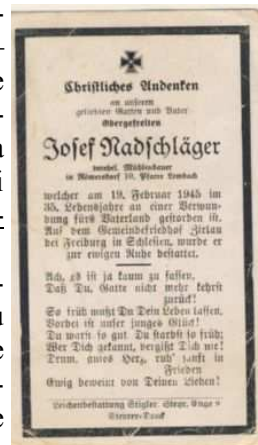 Christliches Andenken
an unseren
geliebten Gatten und Vater
Obergefreiten
Josef Nadschläger
in Römersdorf 10, Pfarre Lembach
welcher am 19. Februar 1945 im
35. Lebensjahre an einer Verwun-
dung fürs Vaterland gestorben ist.
Auf dem Gemeindefriedhof Zirlau
bei Freiburg in Schlesien, wurde er
zur ewigen Ruhe bestattet.
Ach, es ist ja kaum zu fassen,
Daß Du, Gatte nicht mehr kehrst
zurück!
So früh mußt Du Dein Leben lassen,
Vorbei ist unser junges Glück!
Du warst so gut, Du starbst so früh;
Wer Dich gekannt, vergißt Dich nie!
Drum, gutes Herz, ruh' sanft in
Frieden
Ewig beweint von Deinen Lieben!
Leichenbestattung Stigler, Steyr, Enge